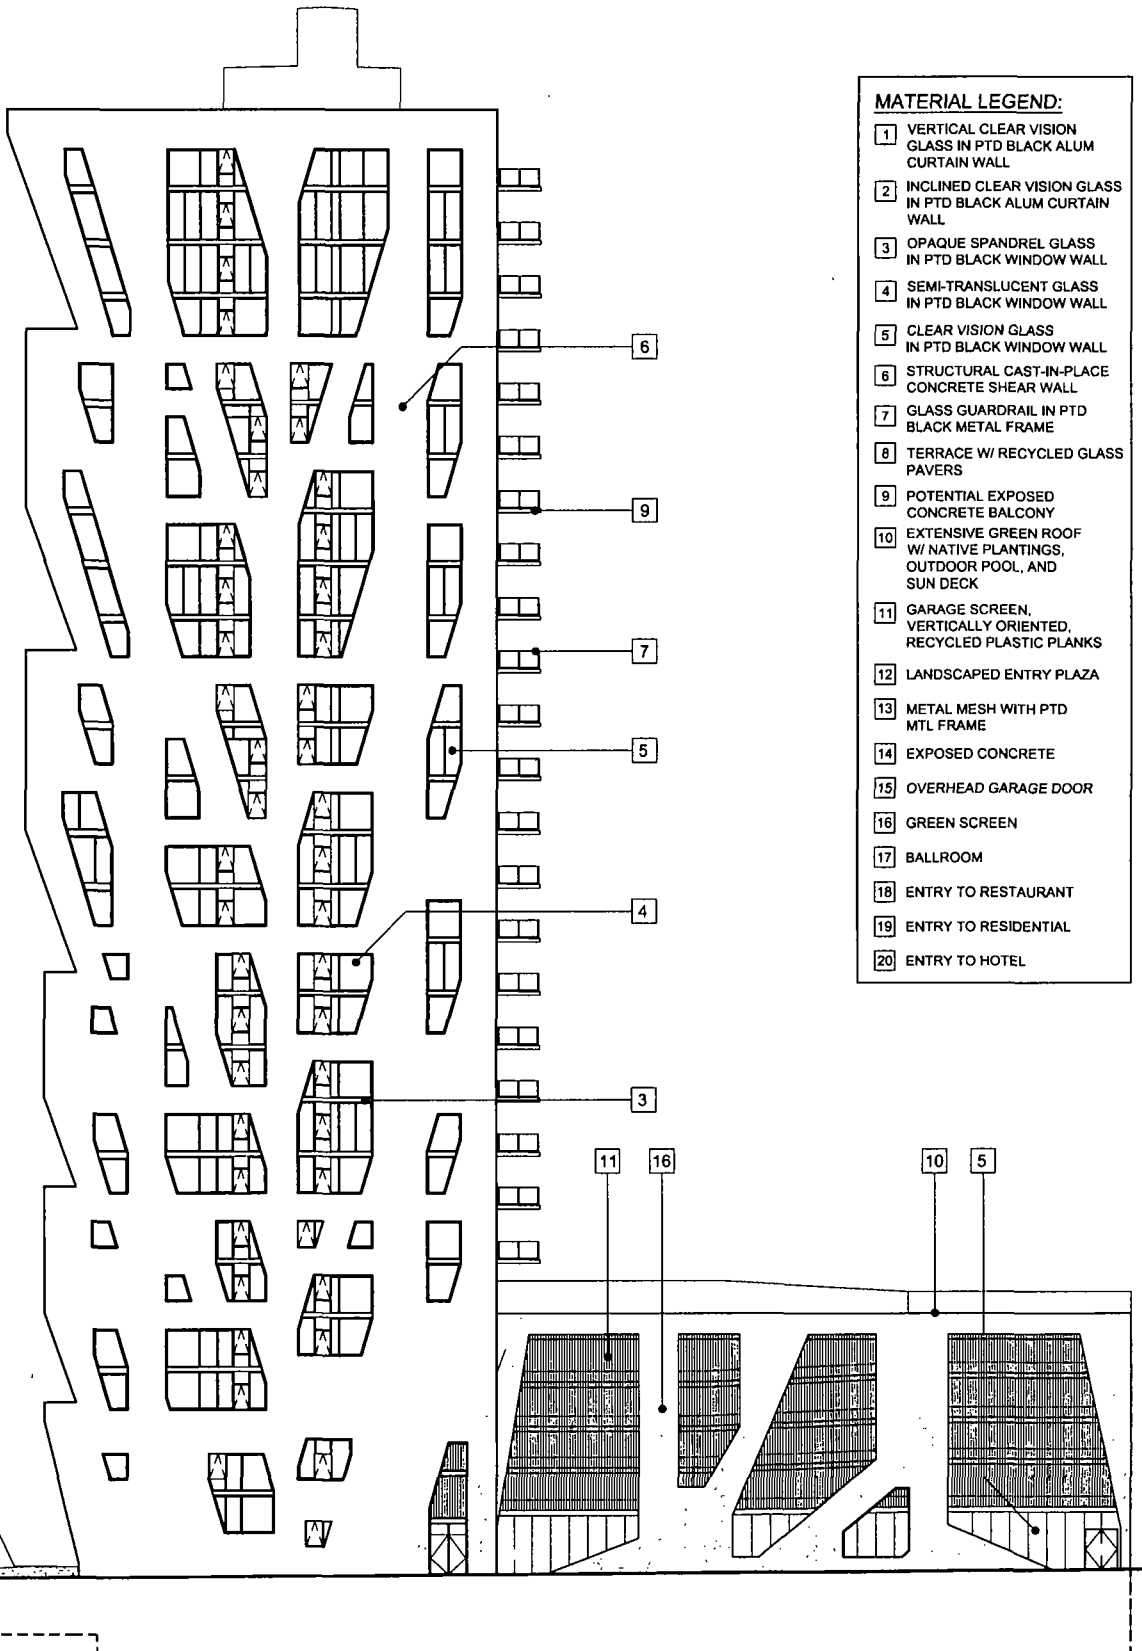 MATERIAL LEGEND:
1 VERTICAL CLEAR VISION
GLASS IN PTD BLACK ALUM
CURTAIN WALL
2 INCLINED CLEAR VISION GLASS
IN PTD BLACK ALUM CURTAIN
WALL
3 OPAQUE SPANDREL GLASS
IN PTD BLACK WINDOW WALL
4 SEMI-TRANSLUCENT GLASS
IN PTD BLACK WINDOW WALL
5 CLEAR VISION GLASS
IN PTD BLACK WINDOW WALL
6 STRUCTURAL CAST-IN-PLACE
CONCRETE SHEAR WALL
7 GLASS GUARDRAIL IN PTD
BLACK METAL FRAME
8 TERRACE W/ RECYCLED GLASS
PAVERS
9 POTENTIAL EXPOSED
CONCRETE BALCONY
10 EXTENSIVE GREEN ROOF
W/ NATIVE PLANTINGS,
OUTDOOR POOL, AND
SUN DECK
11 GARAGE SCREEN,
VERTICALLY ORIENTED,
RECYCLED PLASTIC PLANKS
12 LANDSCAPED ENTRY PLAZA
13 METAL MESH WITH PTD
MTL FRAME
14 EXPOSED CONCRETE
15 OVERHEAD GARAGE DOOR
16 GREEN SCREEN
17 BALLROOM
18 ENTRY TO RESTAURANT
19 ENTRY TO RESIDENTIAL
20 ENTRY TO HOTEL
6
9
7
5
4
3
11 16 10 5